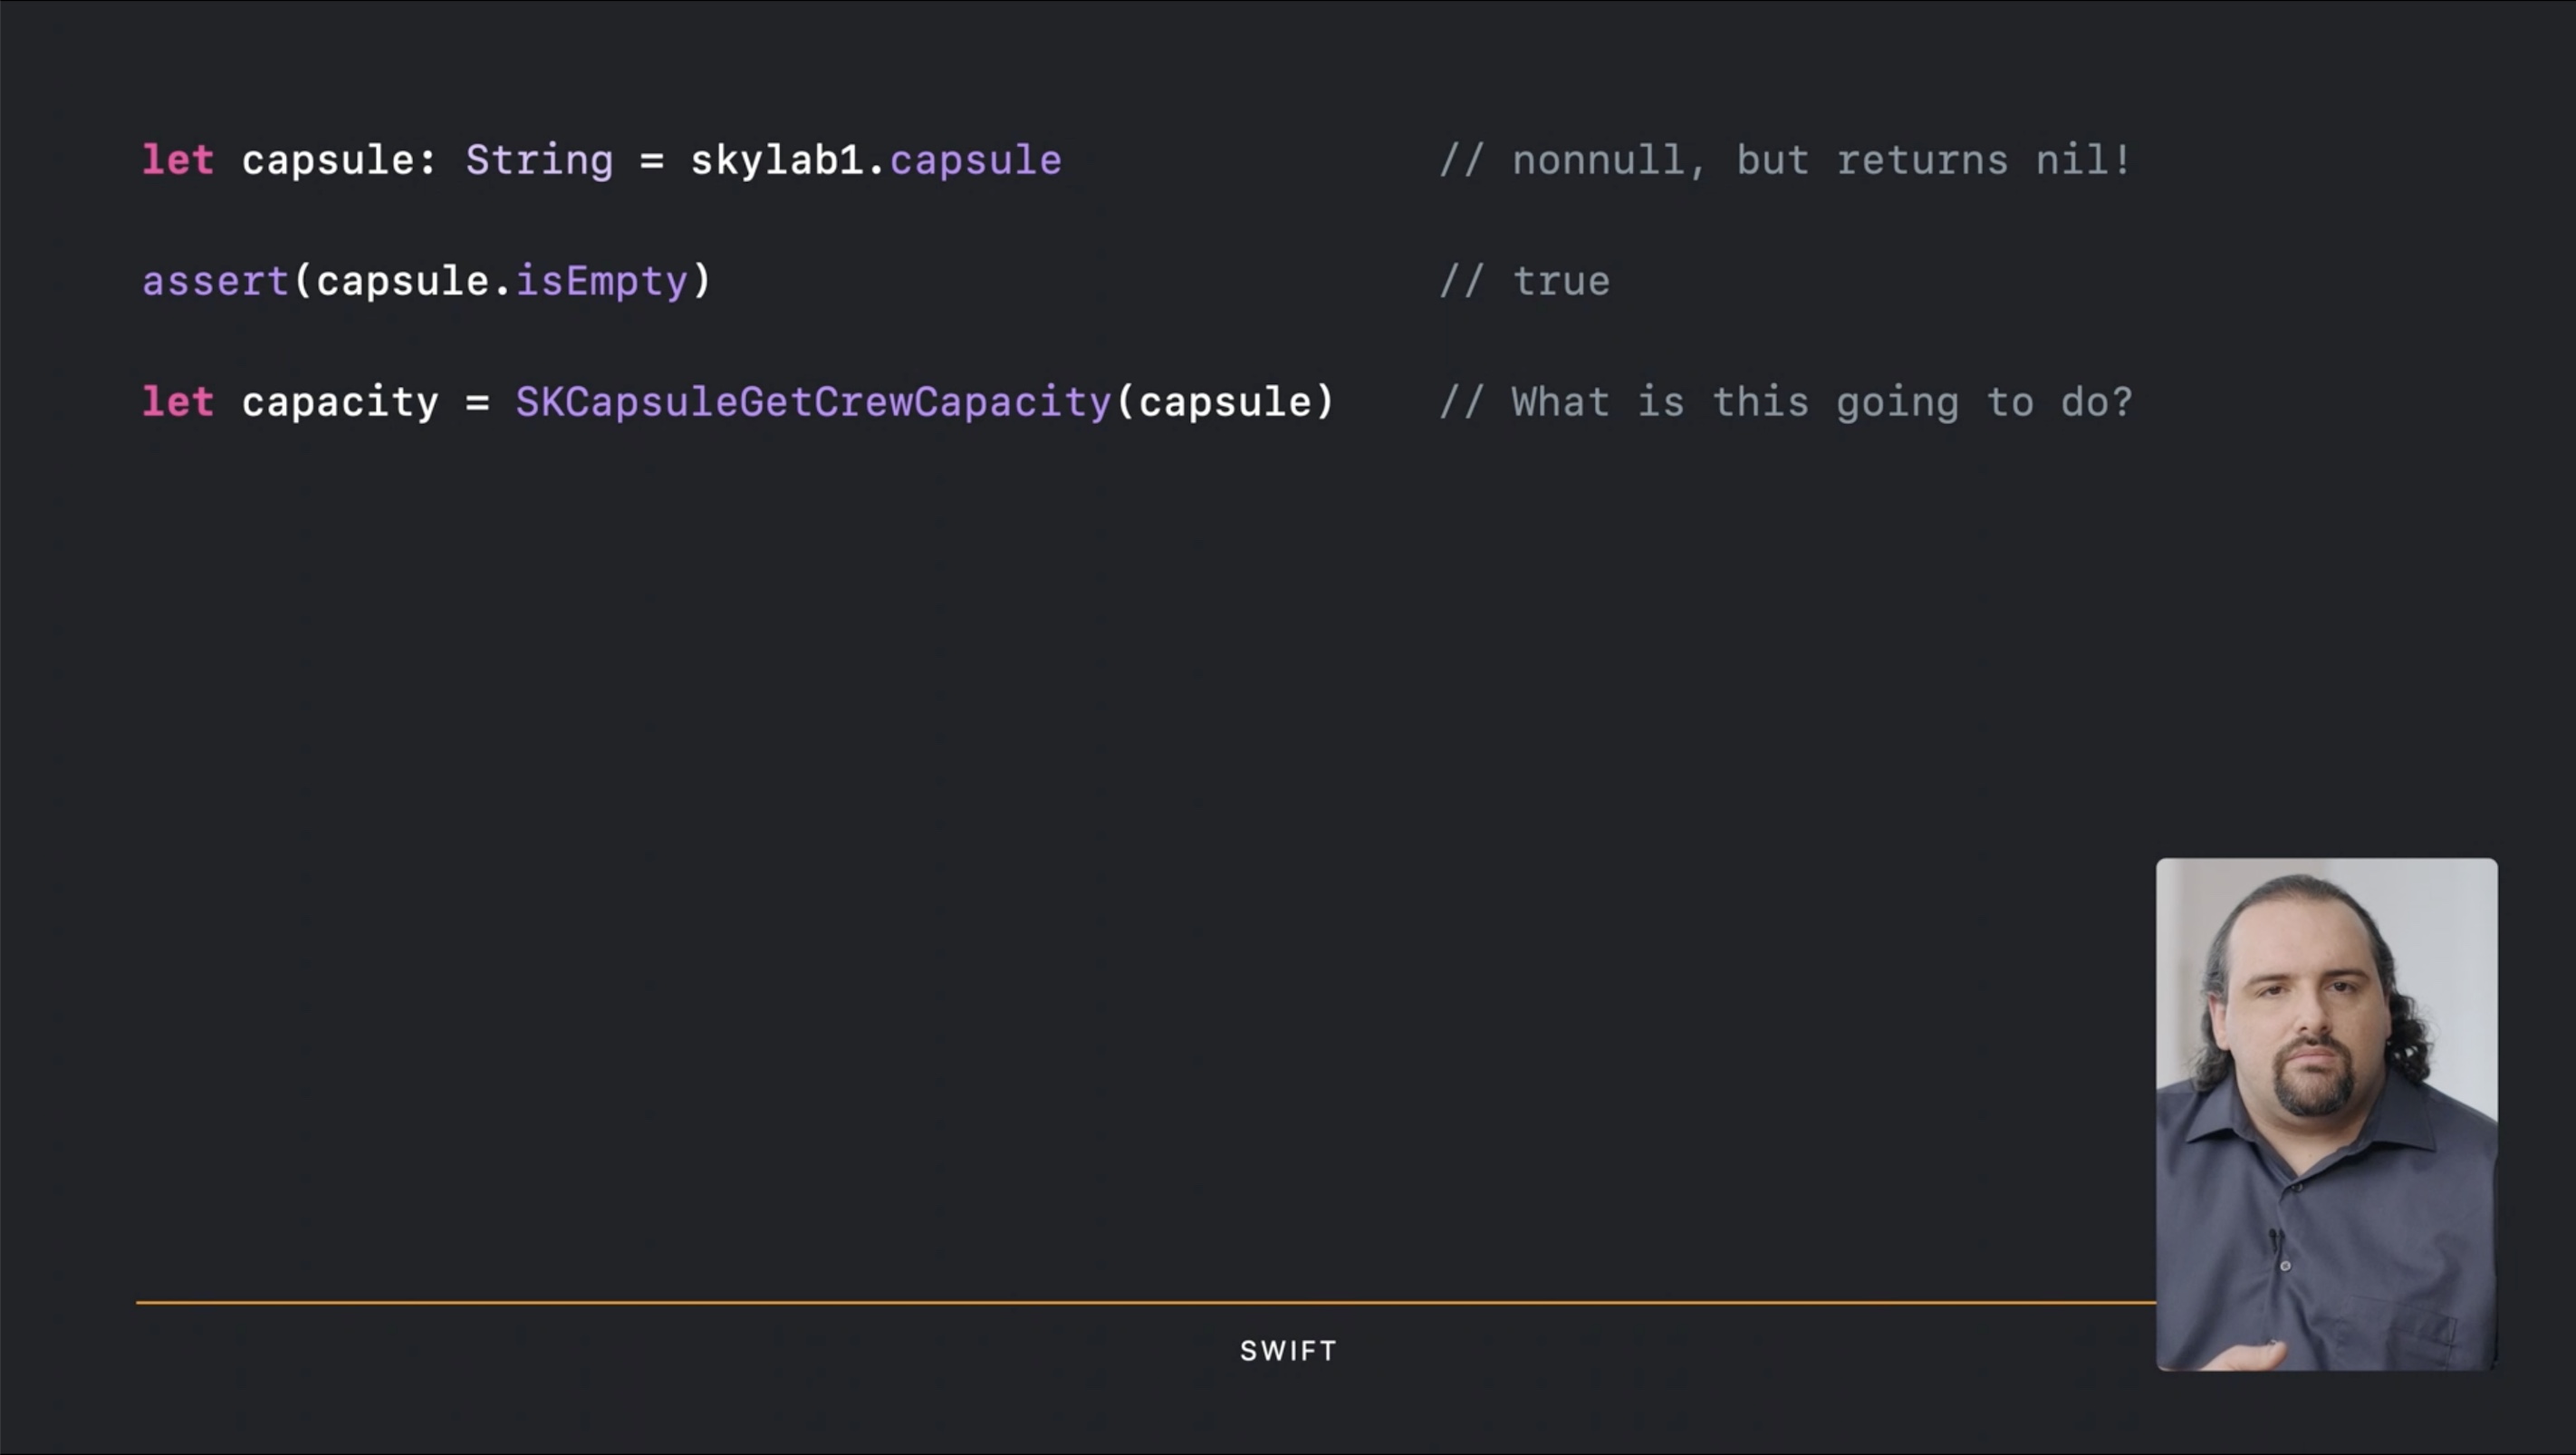 let capsule: String = skylab1.capsule // nonnull, but returns nil!
assert(capsule.isEmpty) // true
let capacity = SKCapsuleGetCrewCapacity(capsule) // What is this going to do?
SWIFT